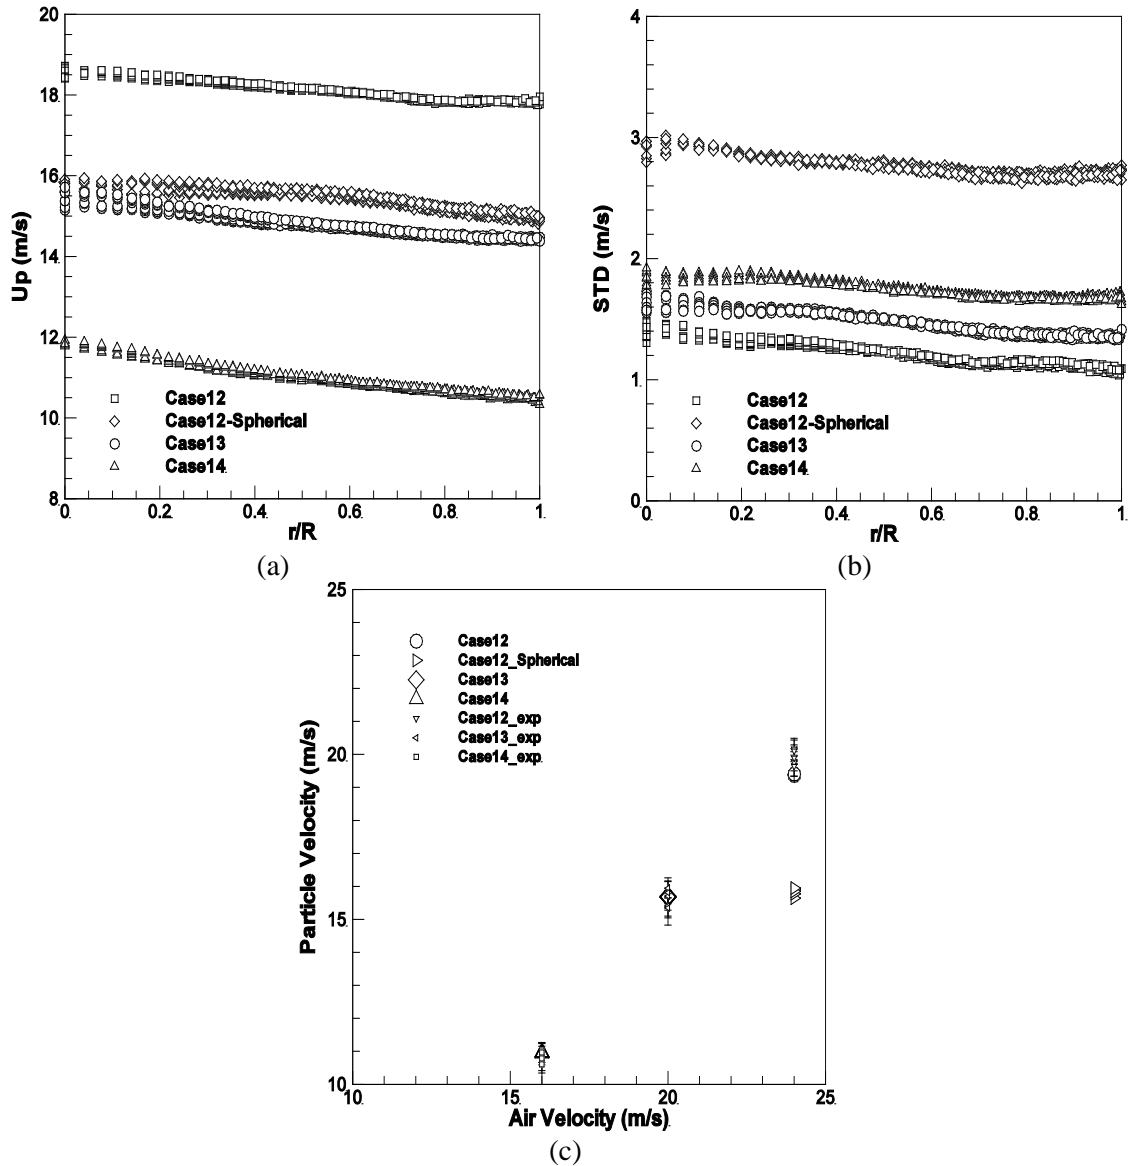 20
18
16
14
12
10
8
Up (m/s)
Case12
Case12-Spherical
Case13
Case14
0. 0.2 0.4 0.6 0.8 1.
r/R
(a)
4
3
2
1
0
STD (m/s)
Case12
Case12-Spherical
Case13
Case14
0. 0.2 0.4 0.6 0.8 1.
r/R
(b)
25
20
15
10
Particle Velocity (m/s)
Case12
Case12_Spherical
Case13
Case14
Case12_exp
Case13_exp
Case14_exp
10 15 20 25
Air Velocity (m/s)
(c)